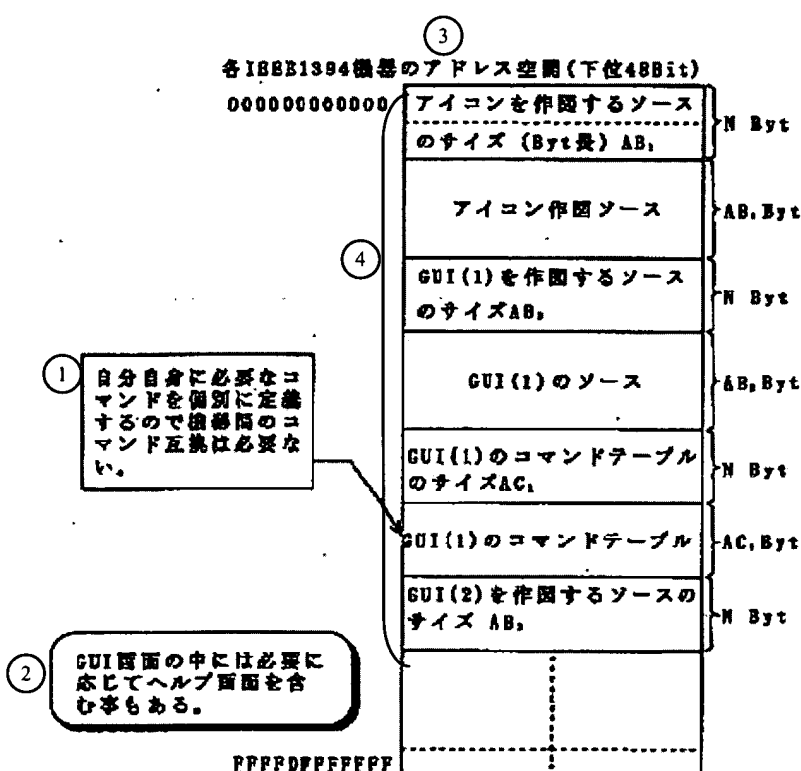 ③
各IEEE1394機器のアドレス空間(下位48Bit)
000000000000
アイコンを作図するソース
のサイズ (Byt長) AB₁
N Byt
アイコン作図ソース
AB₁Byt
④
GUI(1)を作図するソース
のサイズAB₂
N Byt
①
自分自身に必要なコ
マンドを個別に定義
するので機器間のコ
マンド互換は必要な
い。
GUI(1)のソース
AB₂Byt
GUI(1)のコマンドテーブル
のサイズAC₁
N Byt
GUI(1)のコマンドテーブル
AC₁Byt
GUI(2)を作図するソースの
サイズ AB₃
N Byt
②
GUI画面の中には必要に
応じてヘルプ画面を含
む事もある。